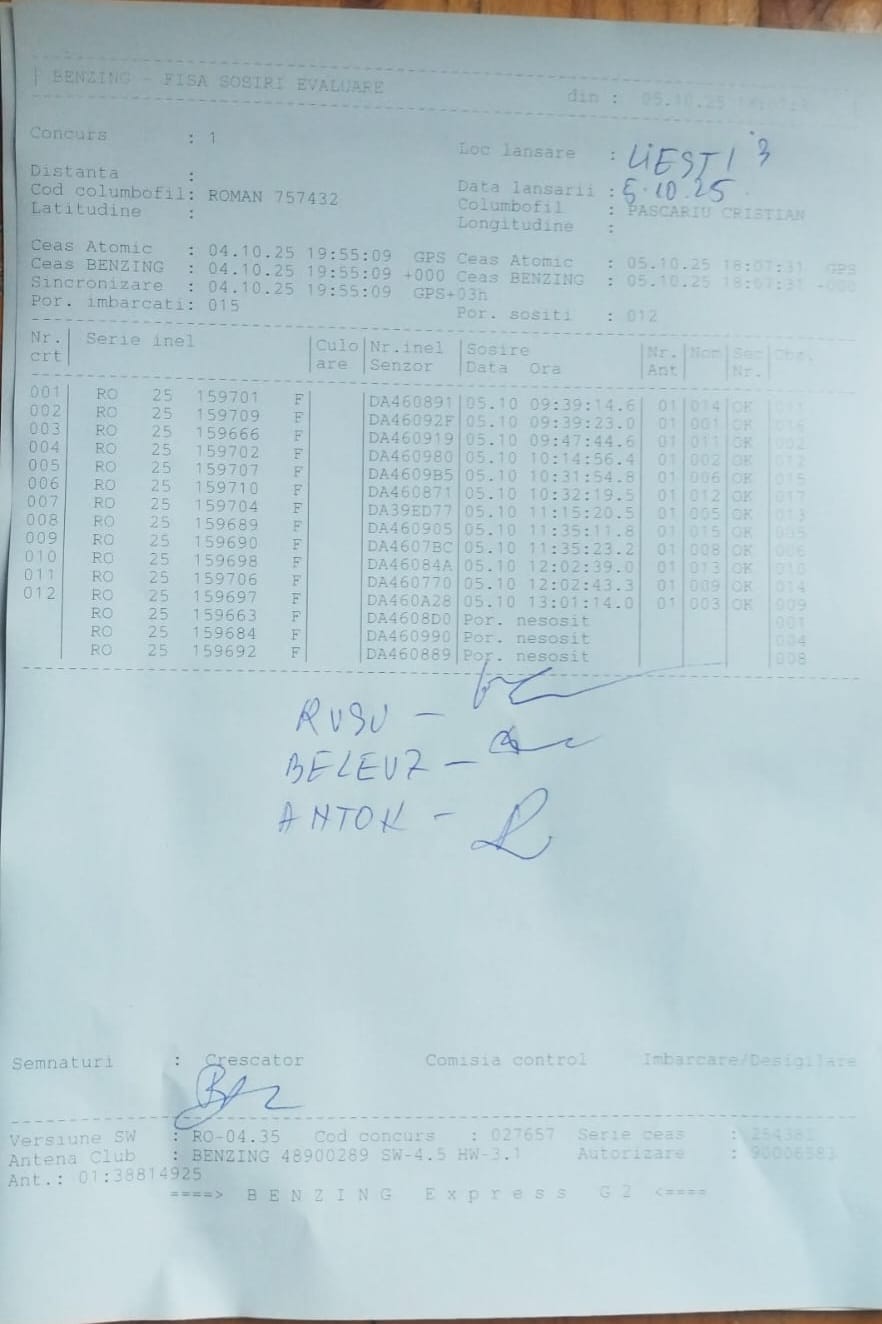 BENZING - FISA SOSIRI EVALUARE din : 05.10.25
Concurs : 1 Loc lansare : LIESTI 3
Distanta : Data lansarii : 5.10.25
Cod columbofil: ROMAN 757432 Columbofil : PASCARIU CRISTIAN
Latitudine : Longitudine :
Ceas Atomic : 04.10.25 19:55:09 GPS Ceas Atomic : 05.10.25 18:07:31 GPS
Ceas BENZING : 04.10.25 19:55:09 +000 Ceas BENZING : 05.10.25 18:07:31 +000
Sincronizare : 04.10.25 19:55:09 GPS+03h
Por. imbarcati: 015 Por. sositi : 012
Nr. Serie inel Culo Nr.inel Sosire Nr. Nom Sec Obs.
crt are Senzor Data Ora Ant Nr.
001 RO 25 159701 F DA460891 05.10 09:39:14.6 01 014 OK 011
002 RO 25 159709 F DA46092F 05.10 09:39:23.0 01 001 OK 016
003 RO 25 159666 F DA460919 05.10 09:47:44.6 01 011 OK 002
004 RO 25 159702 F DA460980 05.10 10:14:56.4 01 002 OK 012
005 RO 25 159707 F DA4609B5 05.10 10:31:54.8 01 006 OK 015
006 RO 25 159710 F DA460871 05.10 10:32:19.5 01 012 OK 017
007 RO 25 159704 F DA39ED77 05.10 11:15:20.5 01 005 OK 013
008 RO 25 159689 F DA460905 05.10 11:35:11.8 01 015 OK 005
009 RO 25 159690 F DA4607BC 05.10 11:35:23.2 01 008 OK 006
010 RO 25 159698 F DA46084A 05.10 12:02:39.0 01 013 OK 010
011 RO 25 159706 F DA460770 05.10 12:02:43.3 01 009 OK 014
012 RO 25 159697 F DA460A28 05.10 13:01:14.0 01 003 OK 009
RO 25 159663 F DA4608D0 Por. nesosit 001
RO 25 159684 F DA460990 Por. nesosit 004
RO 25 159692 F DA460889 Por. nesosit 008
RUSU -
BELEUZ -
ANTOK -
Semnaturi : Crescator Comisia control Imbarcare/Desigilare
Versiune SW : RO-04.35 Cod concurs : 027657 Serie ceas :
Antena Club : BENZING 48900289 SW-4.5 HW-3.1 Autorizare : 90006583
Ant.: 01:38814925
====> B E N Z I N G E x p r e s s G 2 <====